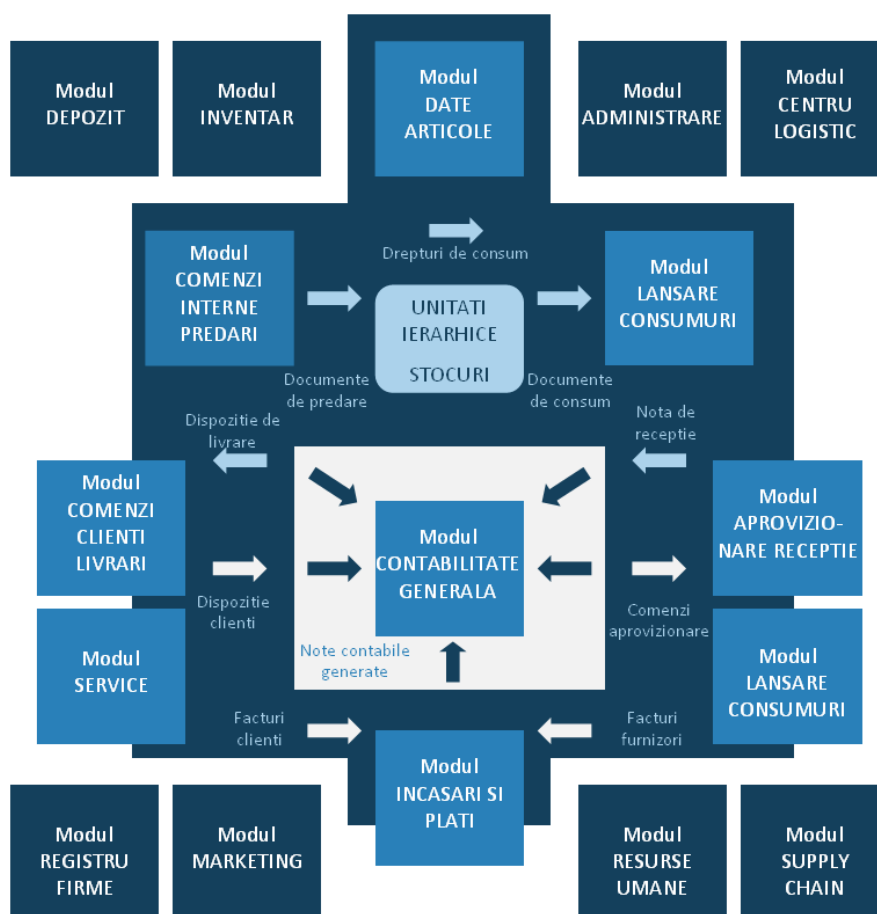 Modul
DEPOZIT
Modul
INVENTAR
Modul
DATE
ARTICOLE
Modul
ADMINISTRARE
Modul
CENTRU
LOGISTIC
Drepturi de consum
Modul
COMENZI
INTERNE
PREDARI
UNITATI
IERARHICE
STOCURI
Modul
LANSARE
CONSUMURI
Documente
de predare
Documente
de consum
Dispozitie de
livrare
Nota de
receptie
Modul
COMENZI
CLIENTI
LIVRARI
Modul
CONTABILITATE
GENERALA
Modul
APROVIZIO-
NARE RECEPTIE
Dispozitie
clienti
Comenzi
aprovizionare
Modul
SERVICE
Note contabile
generate
Modul
LANSARE
CONSUMURI
Facturi
clienti
Facturi
furnizori
Modul
INCASARI SI
PLATI
Modul
REGISTRU
FIRME
Modul
MARKETING
Modul
RESURSE
UMANE
Modul
SUPPLY
CHAIN